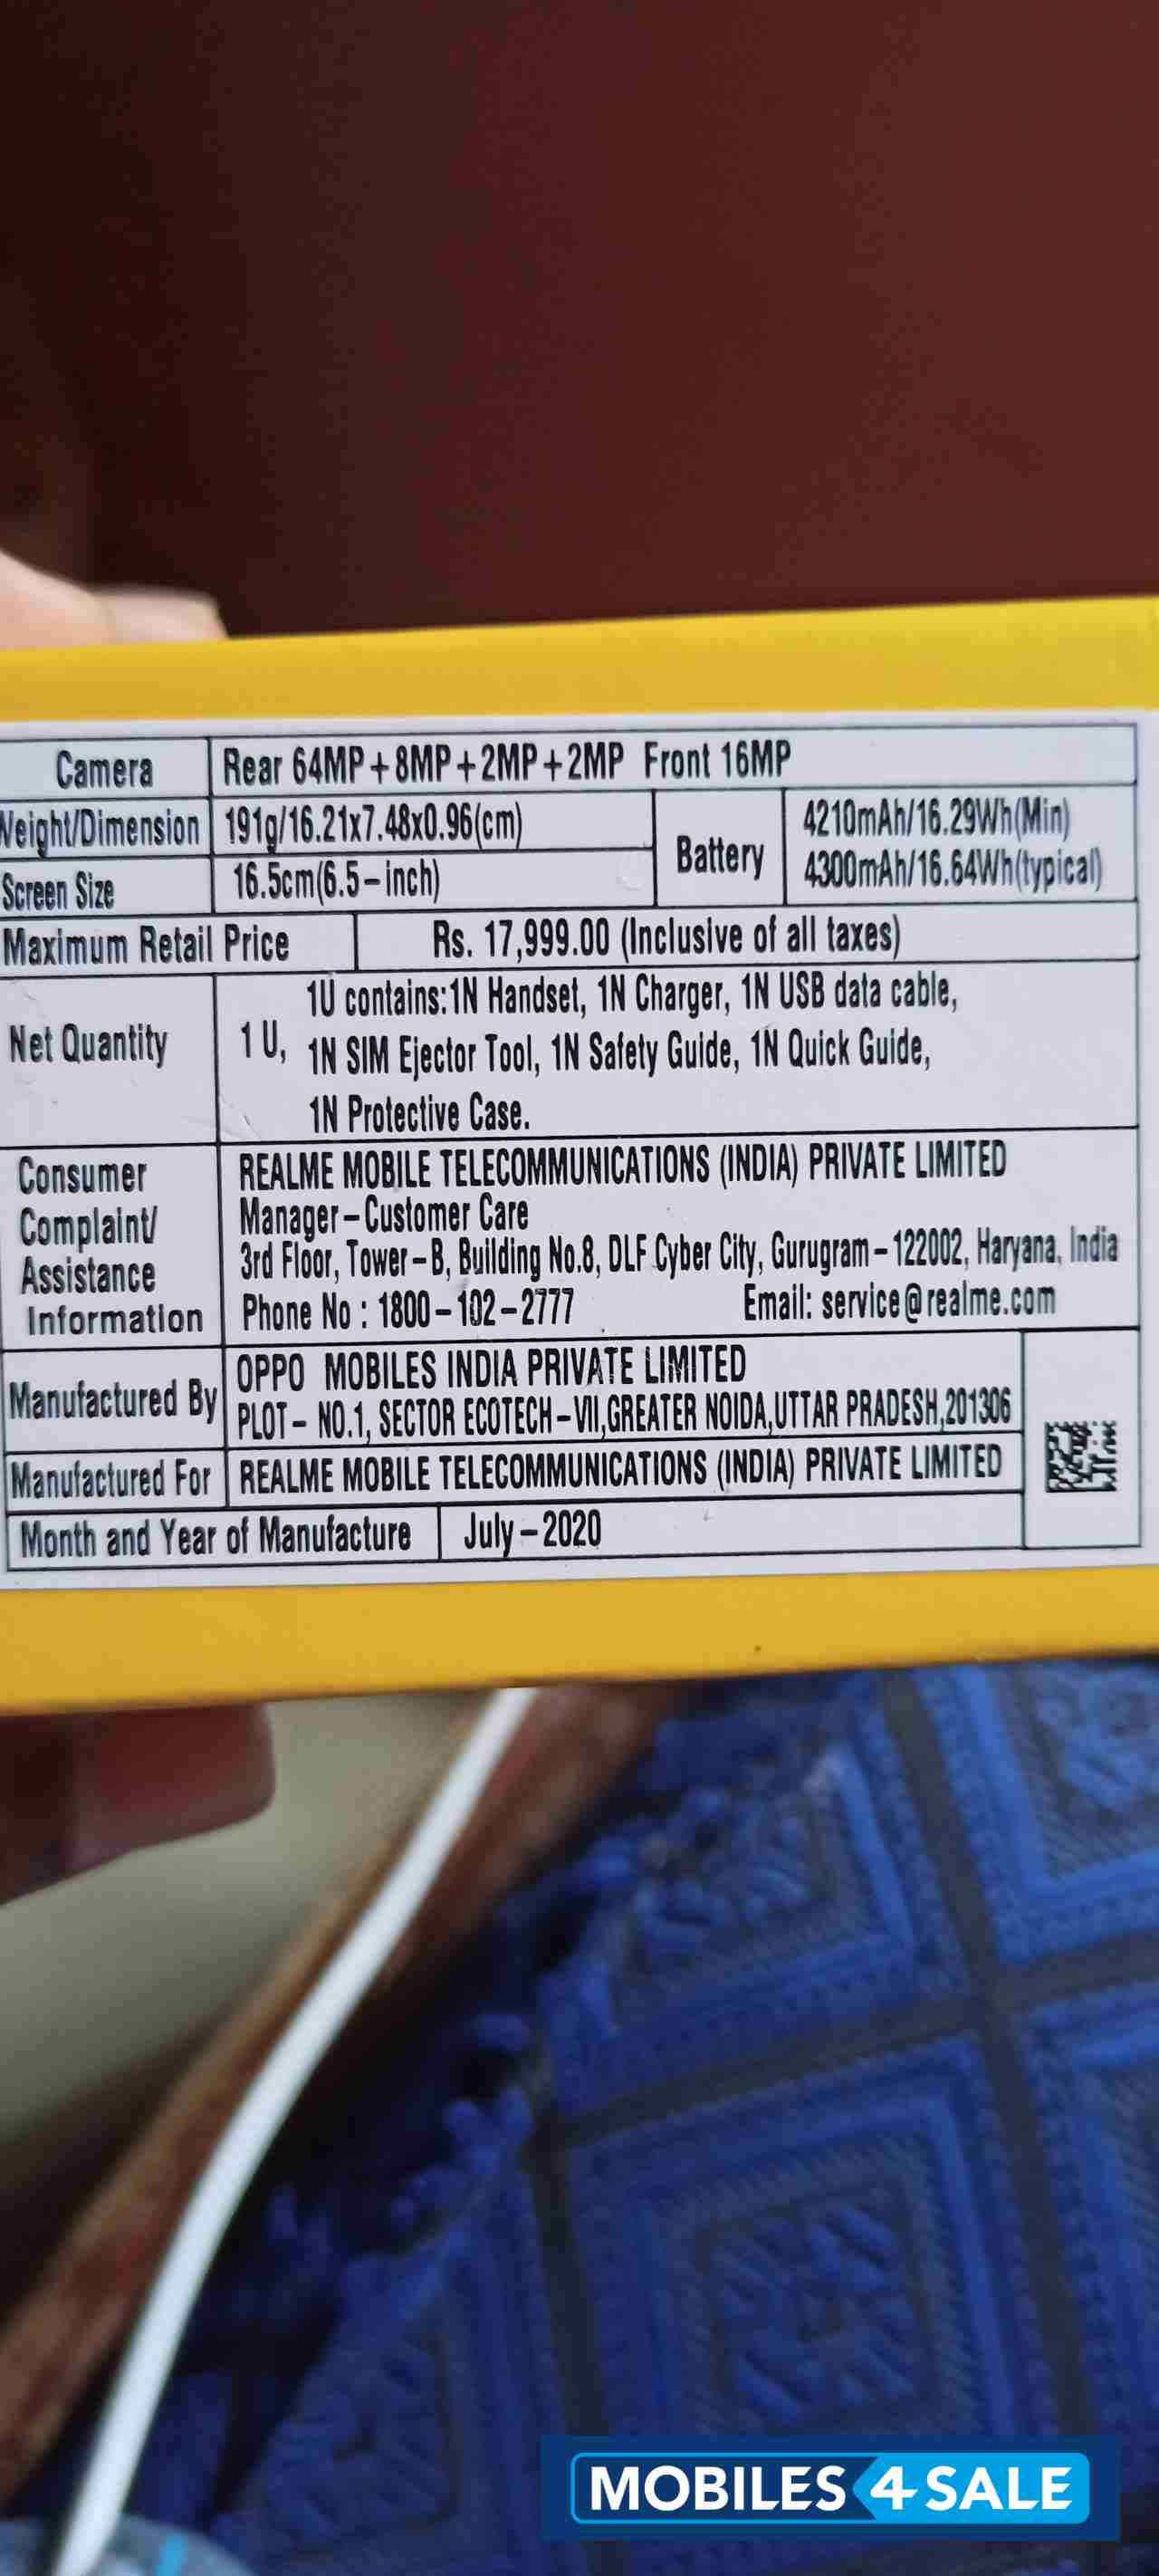 Camera Rear 64MP+8MP+2MP+2MP Front 16MP
Weight/Dimension 191g/16.21x7.48x0.96(cm)
Screen Size 16.5cm(6.5-inch)
Battery 4210mAh/16.29Wh(Min)
4300mAh/16.64Wh(typical)
Maximum Retail Price Rs. 17,999.00 (Inclusive of all taxes)
Net Quantity 1 U, 1U contains:1N Handset, 1N Charger, 1N USB data cable,
1N SIM Ejector Tool, 1N Safety Guide, 1N Quick Guide,
1N Protective Case.
Consumer Complaint/ Assistance Information
REALME MOBILE TELECOMMUNICATIONS (INDIA) PRIVATE LIMITED
Manager-Customer Care
3rd Floor, Tower-B, Building No.8, DLF Cyber City, Gurugram-122002, Haryana, India
Phone No : 1800-102-2777 Email: service@realme.com
Manufactured By OPPO MOBILES INDIA PRIVATE LIMITED
PLOT- NO.1, SECTOR ECOTECH-VII,GREATER NOIDA,UTTAR PRADESH,201306
Manufactured For REALME MOBILE TELECOMMUNICATIONS (INDIA) PRIVATE LIMITED
Month and Year of Manufacture July-2020
MOBILES 4 SALE